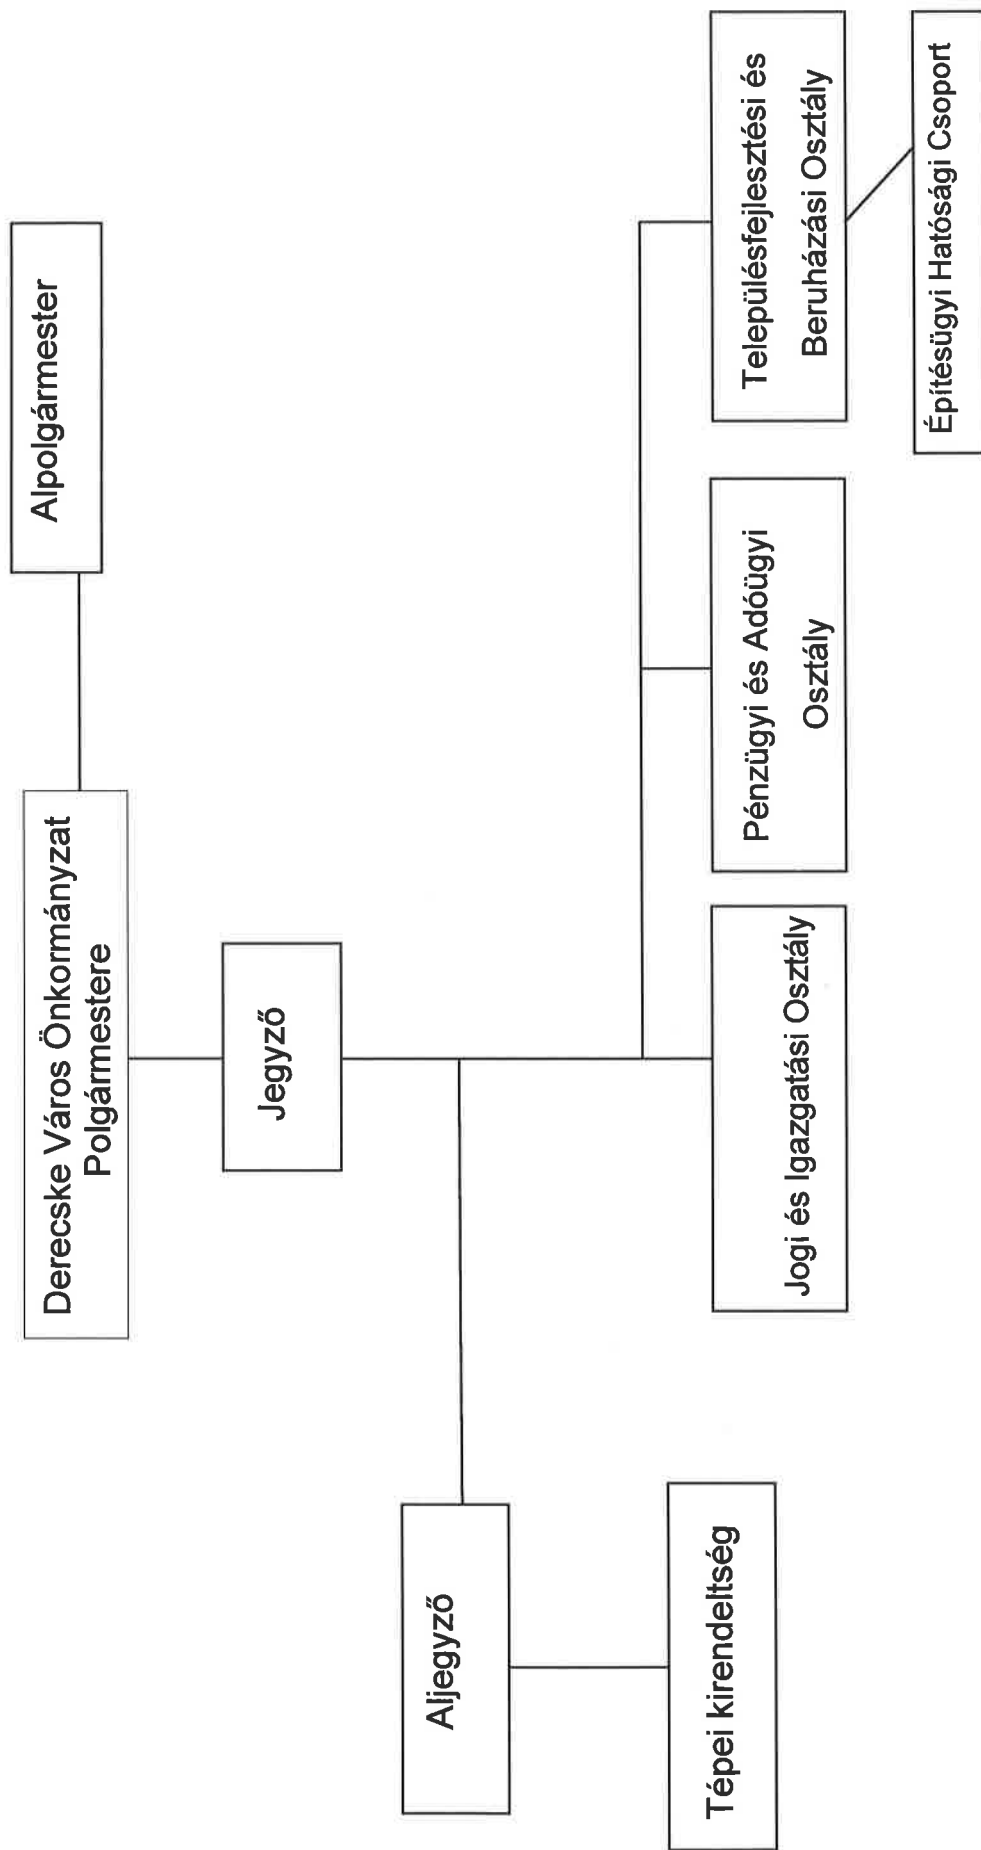 Derecske Város Önkormányzat
Polgármestere
Alpolgármester
Jegyző
Aljegyző
Tépei kirendeltség
Jogi és Igazgatási Osztály
Pénzügyi és Adóügyi
Osztály
Településfejlesztési és
Beruházási Osztály
Építésügyi Hatósági Csoport